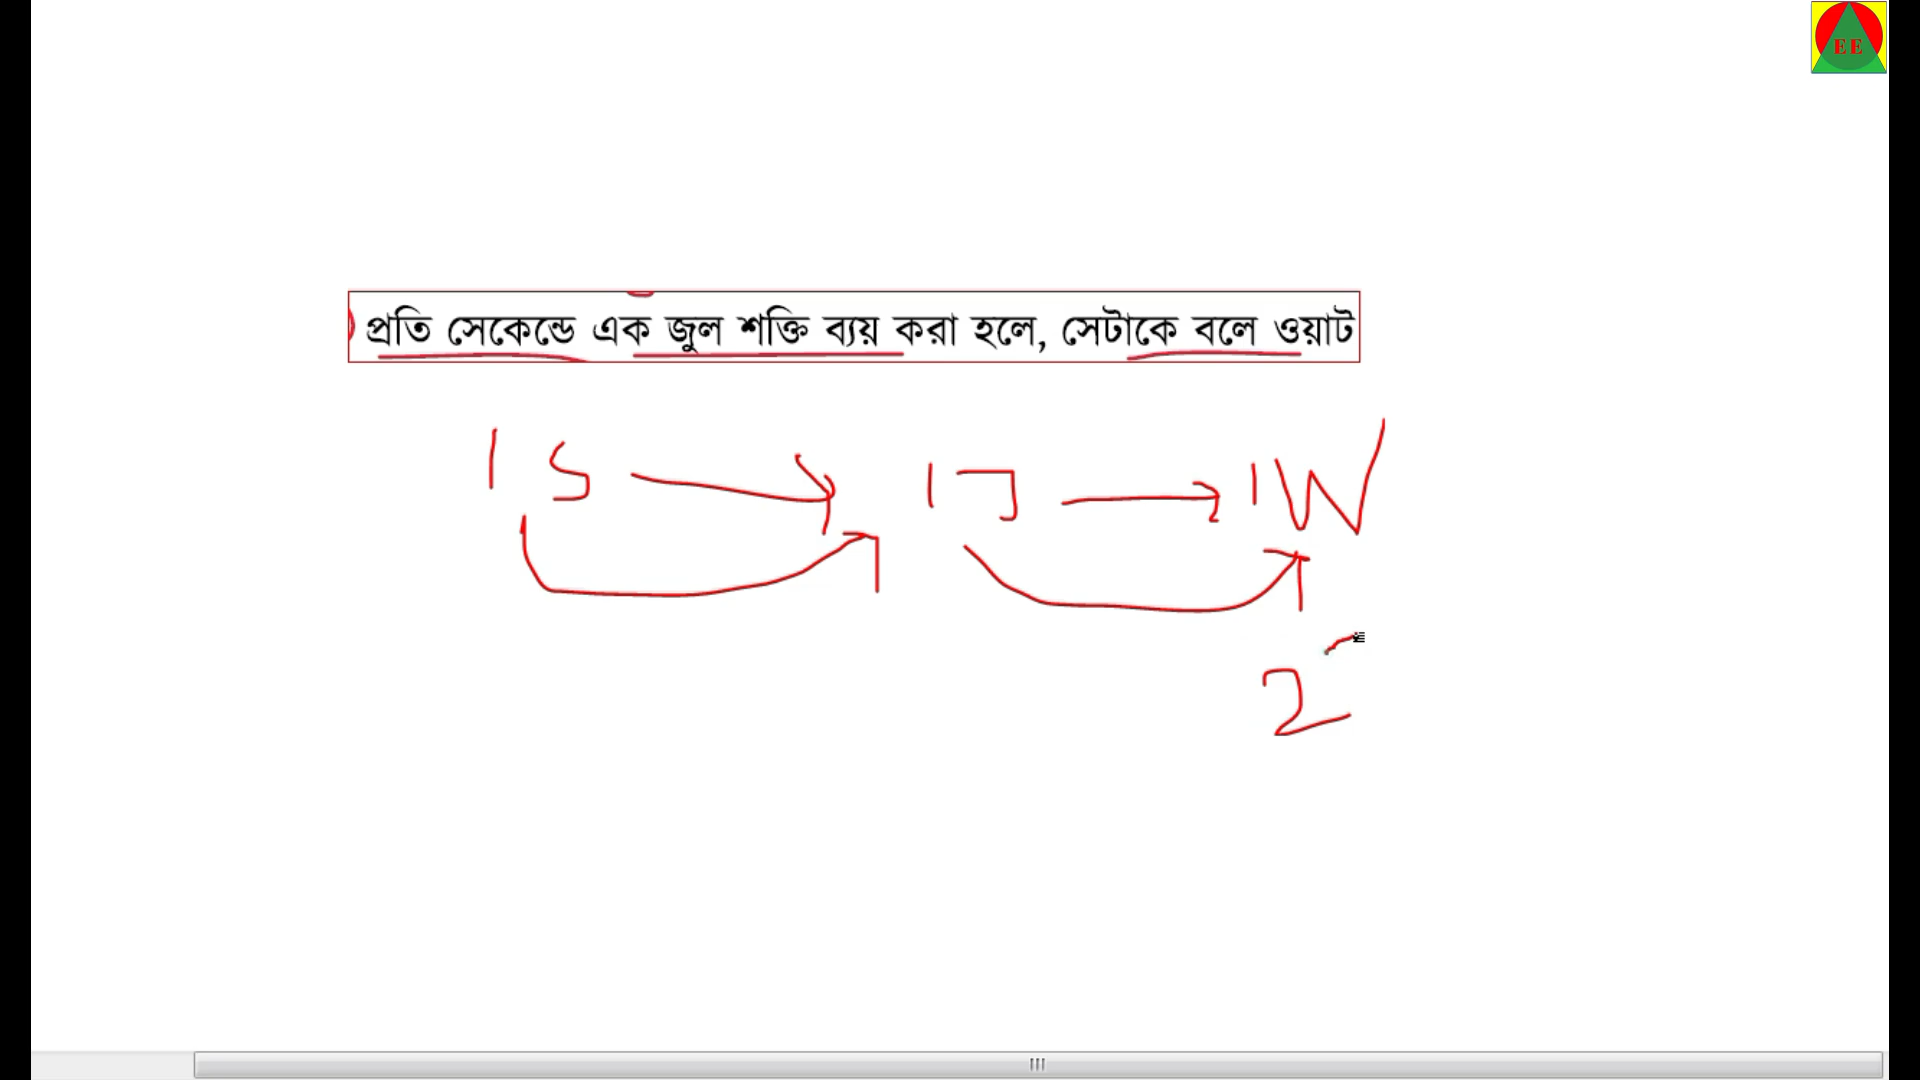 EE
প্রতি সেকেন্ডে এক জুল শক্তি ব্যয় করা হলে, সেটাকে বলে ওয়াট
1 S → 1 J → 1 W
2